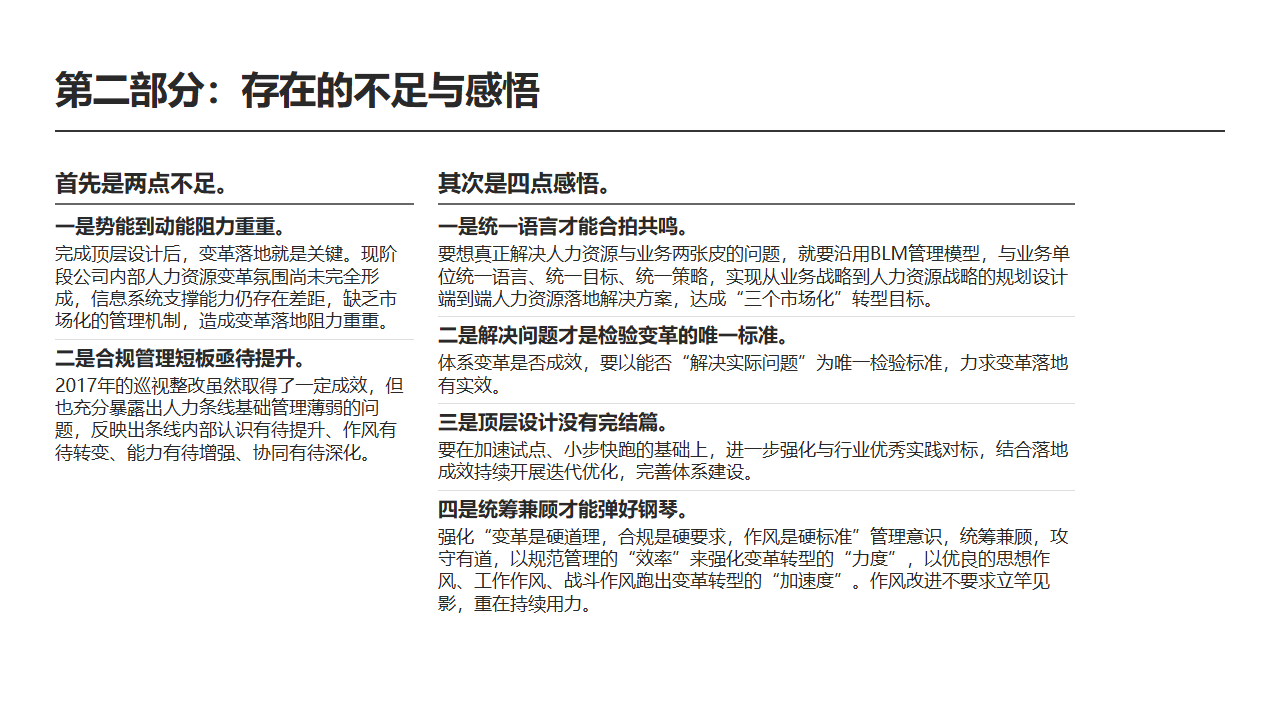 第二部分：存在的不足与感悟
首先是两点不足。
一是势能到动能阻力重重。
完成顶层设计后，变革落地就是关键。现阶
段公司内部人力资源变革氛围尚未完全形
成，信息系统支撑能力仍存在差距，缺乏市
场化的管理机制，造成变革落地阻力重重。
二是合规管理短板亟待提升。
2017年的巡视整改虽然取得了一定成效，但
也充分暴露出人力条线基础管理薄弱的问
题，反映出条线内部认识有待提升、作风有
待转变、能力有待增强、协同有待深化。
其次是四点感悟。
一是统一语言才能合拍共鸣。
要想真正解决人力资源与业务两张皮的问题，就要沿用BLM管理模型，与业务单
位统一语言、统一目标、统一策略，实现从业务战略到人力资源战略的规划设计
端到端人力资源落地解决方案，达成“三个市场化”转型目标。
二是解决问题才是检验变革的唯一标准。
体系变革是否成效，要以能否“解决实际问题”为唯一检验标准，力求变革落地
有实效。
三是顶层设计没有完结篇。
要在加速试点、小步快跑的基础上，进一步强化与行业优秀实践对标，结合落地
成效持续开展迭代优化，完善体系建设。
四是统筹兼顾才能弹好钢琴。
强化“变革是硬道理，合规是硬要求，作风是硬标准”管理意识，统筹兼顾，攻
守有道，以规范管理的“效率”来强化变革转型的“力度”，以优良的思想作
风、工作作风、战斗作风跑出变革转型的“加速度”。作风改进不要求立竿见
影，重在持续用力。